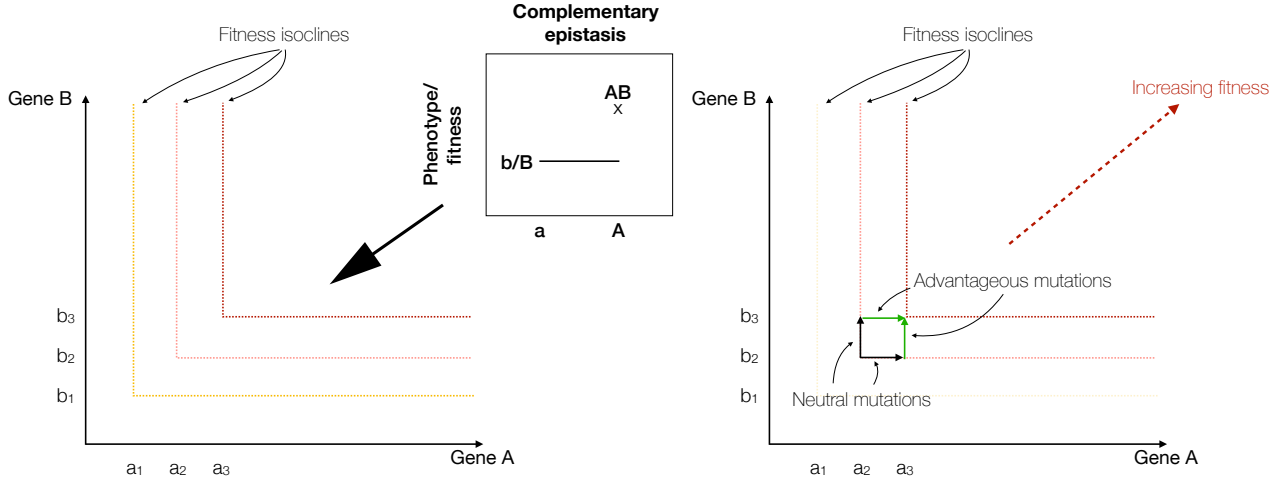 Complementary
epistasis
Fitness isoclines
Gene B
b₃
b₂
b₁
a₁ a₂ a₃
Gene A
Phenotype/
fitness
AB
x
b/B
a A
Fitness isoclines
Gene B
Increasing fitness
Advantageous mutations
b₃
b₂
b₁
Neutral mutations
a₁ a₂ a₃
Gene A